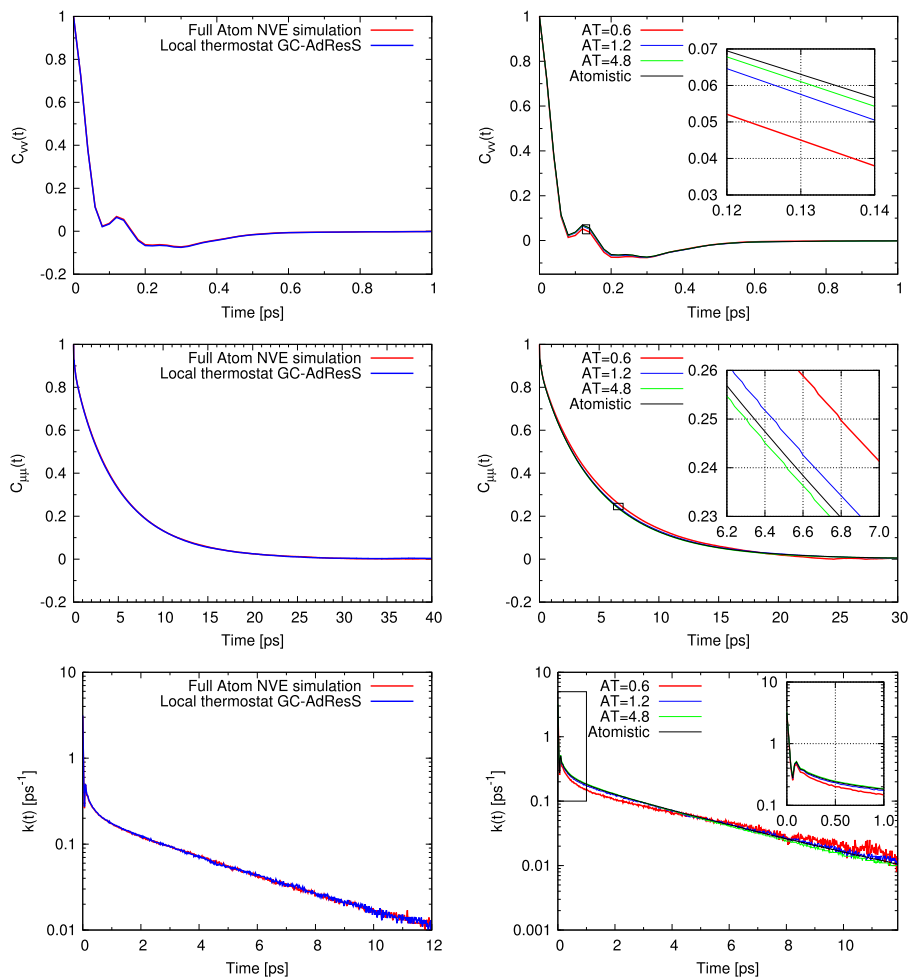 Full Atom NVE simulation
Local thermostat GC-AdResS
C_vv(t)
1
0.8
0.6
0.4
0.2
0
-0.2
0 0.2 0.4 0.6 0.8 1
Time [ps]
AT=0.6
AT=1.2
AT=4.8
Atomistic
C_vv(t)
1
0.8
0.6
0.4
0.2
0
-0.2
0 0.2 0.4 0.6 0.8 1
Time [ps]
0.07
0.06
0.05
0.04
0.03
0.12 0.13 0.14
Full Atom NVE simulation
Local thermostat GC-AdResS
C_μμ(t)
1
0.8
0.6
0.4
0.2
0
-0.2
0 5 10 15 20 25 30 35 40
Time [ps]
AT=0.6
AT=1.2
AT=4.8
Atomistic
C_μμ(t)
1
0.8
0.6
0.4
0.2
0
-0.2
0 5 10 15 20 25 30
Time [ps]
0.26
0.25
0.24
0.23
6.2 6.4 6.6 6.8 7.0
Full Atom NVE simulation
Local thermostat GC-AdResS
k(t) [ps⁻¹]
10
1
0.1
0.01
0 2 4 6 8 10 12
Time [ps]
AT=0.6
AT=1.2
AT=4.8
Atomistic
k(t) [ps⁻¹]
10
1
0.1
0.01
0.001
0 2 4 6 8 10
Time [ps]
10
1
0.1
0.0 0.50 1.0